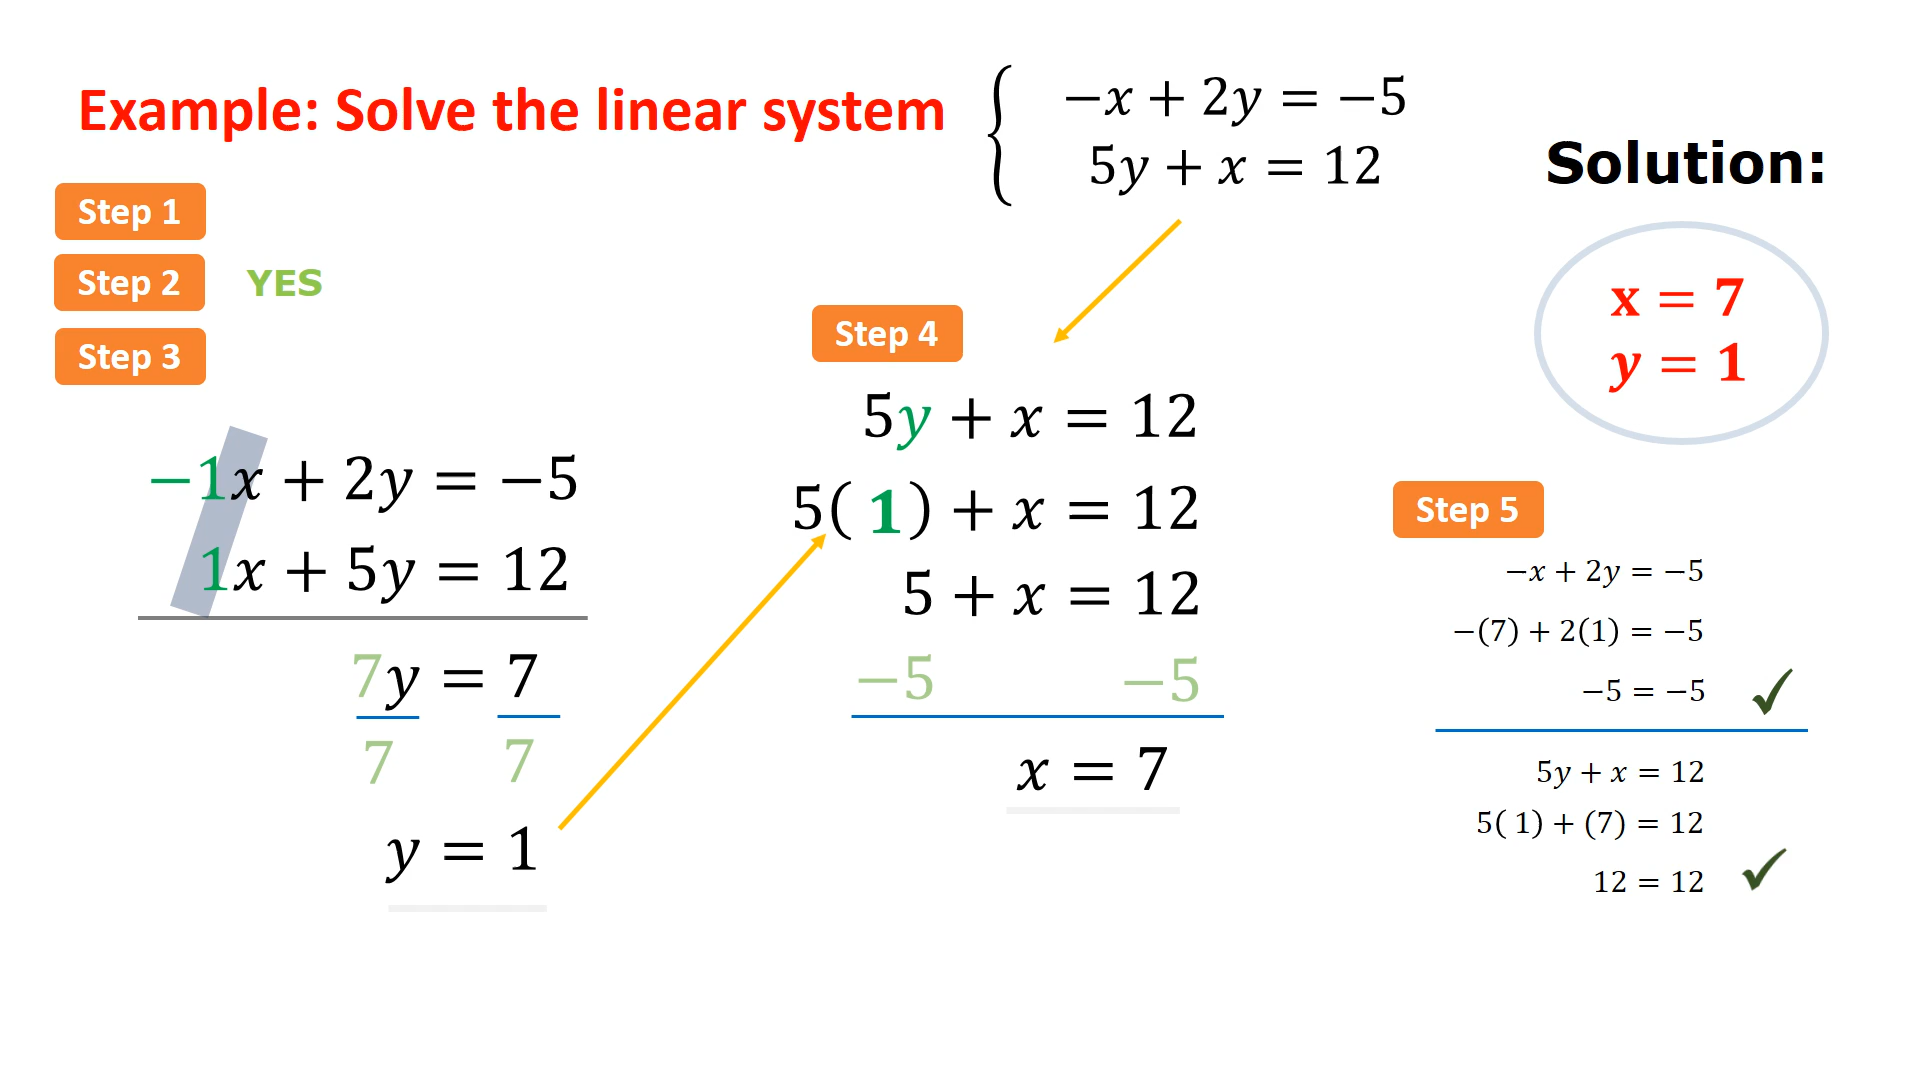 Example: Solve the linear system
−x + 2y = −5
5y + x = 12
Solution:
x = 7
y = 1
Step 1
Step 2 YES
Step 3
−1x + 2y = −5
1x + 5y = 12
7y = 7
7 7
y = 1
Step 4
5y + x = 12
5( 1) + x = 12
5 + x = 12
−5 −5
x = 7
Step 5
−x + 2y = −5
−(7) + 2(1) = −5
−5 = −5
5y + x = 12
5( 1) + (7) = 12
12 = 12